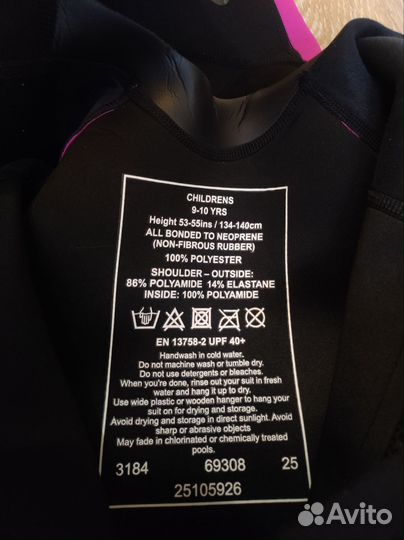 CHILDRENS
9-10 YRS
Height 53-55ins / 134-140cm
ALL BONDED TO NEOPRENE
(NON-FIBROUS RUBBER)
100% POLYESTER
SHOULDER – OUTSIDE:
86% POLYAMIDE 14% ELASTANE
INSIDE: 100% POLYAMIDE
EN 13758-2 UPF 40+
Handwash in cold water.
Do not machine wash or tumble dry.
Do not use detergents or bleaches.
When you're done, rinse out your suit in fresh
water and hang to dry.
Use wide plastic or wooden hanger to hang your
suit on for drying and storage.
Avoid drying and storage in direct sunlight. Avoid
sharp or abrasive objects
May fade in chlorinated or chemically treated
pools.
3184 69308 25
25105926
Avito